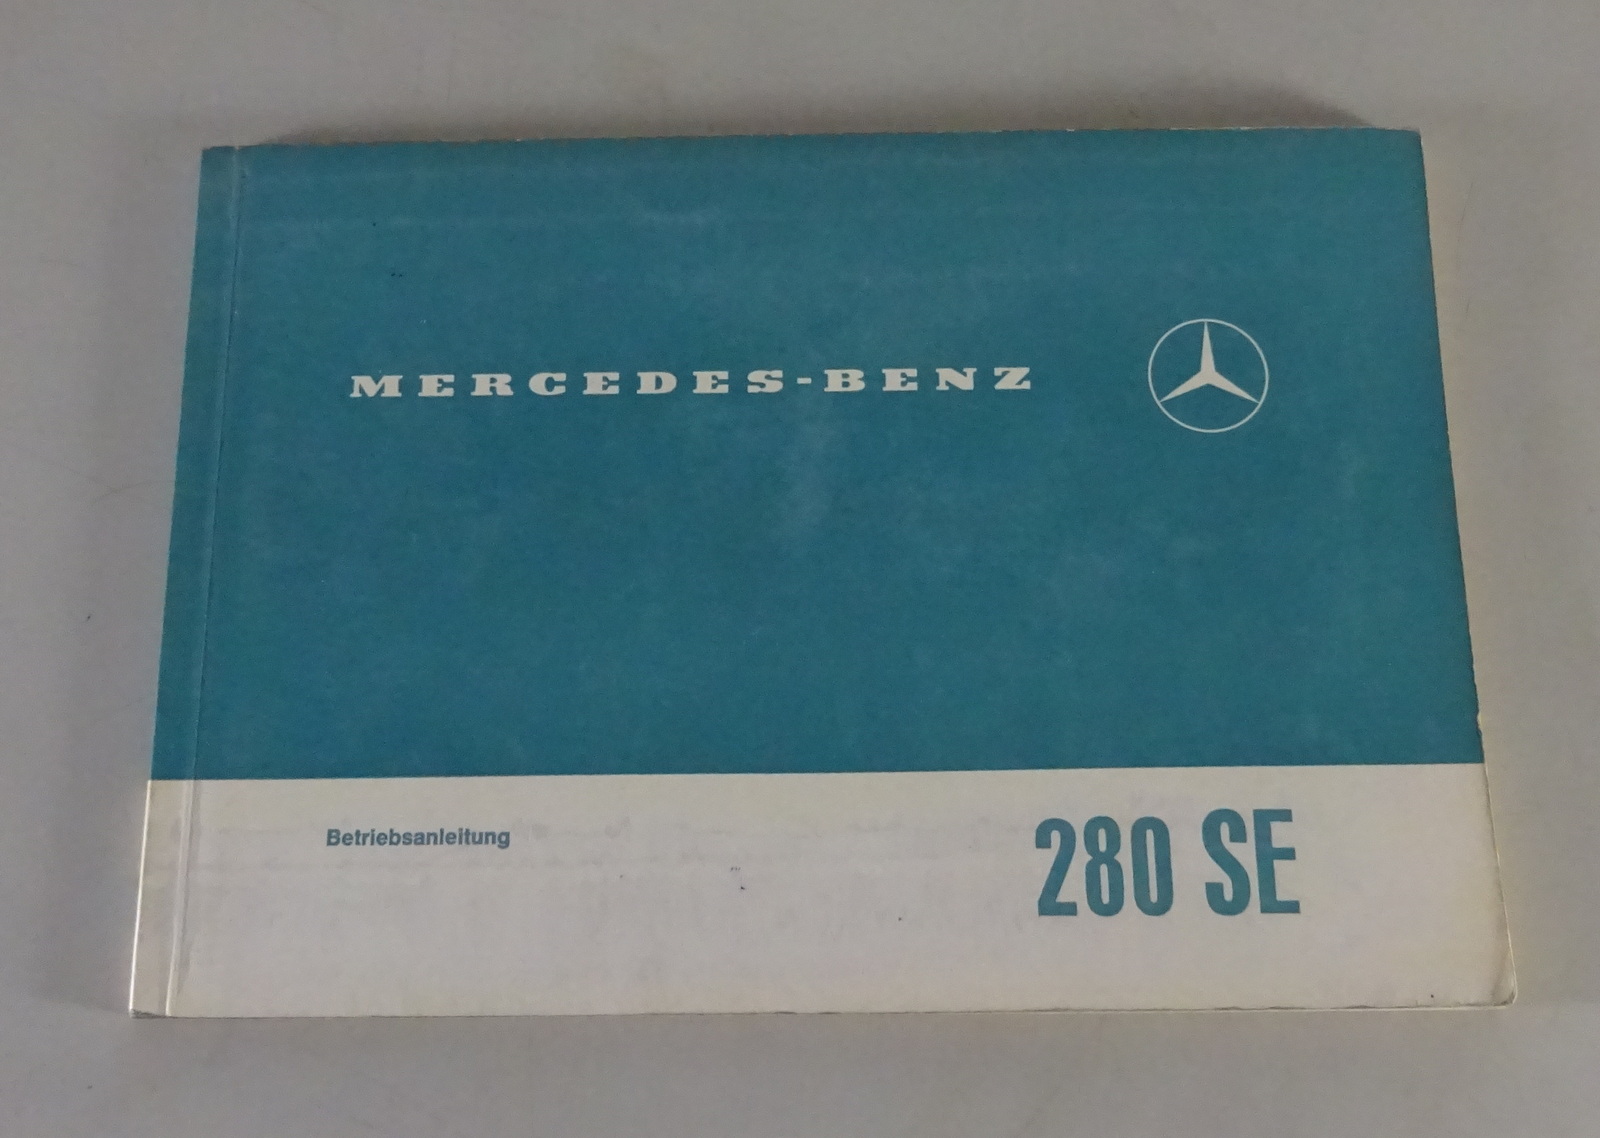 MERCEDES-BENZ
Betriebsanleitung
280 SE